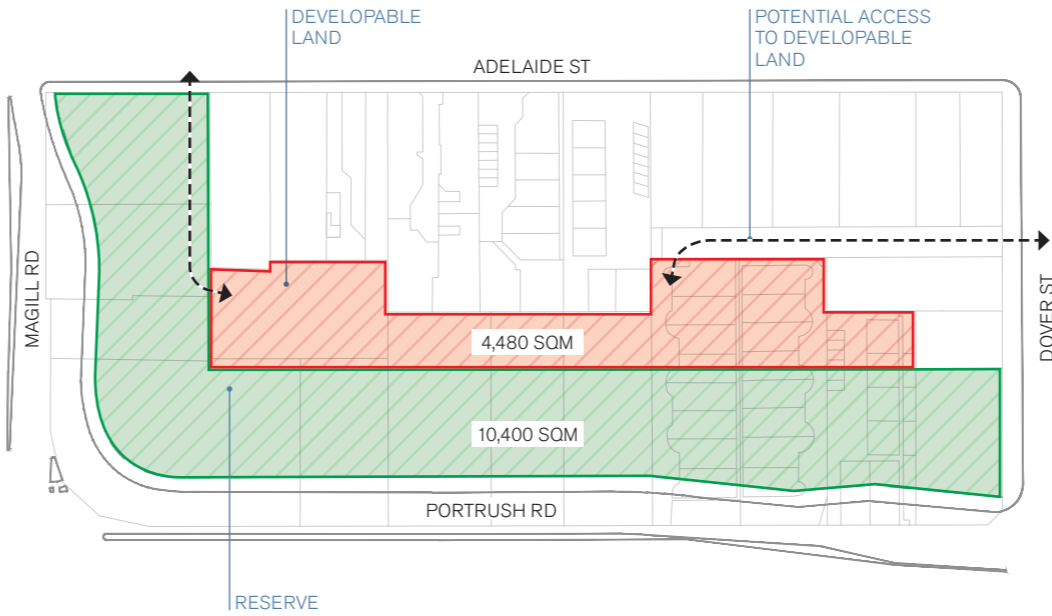 DEVELOPABLE
LAND
POTENTIAL ACCESS
TO DEVELOPABLE
LAND
ADELAIDE ST
MAGILL RD
DOVER ST
4,480 SQM
10,400 SQM
PORTRUSH RD
RESERVE